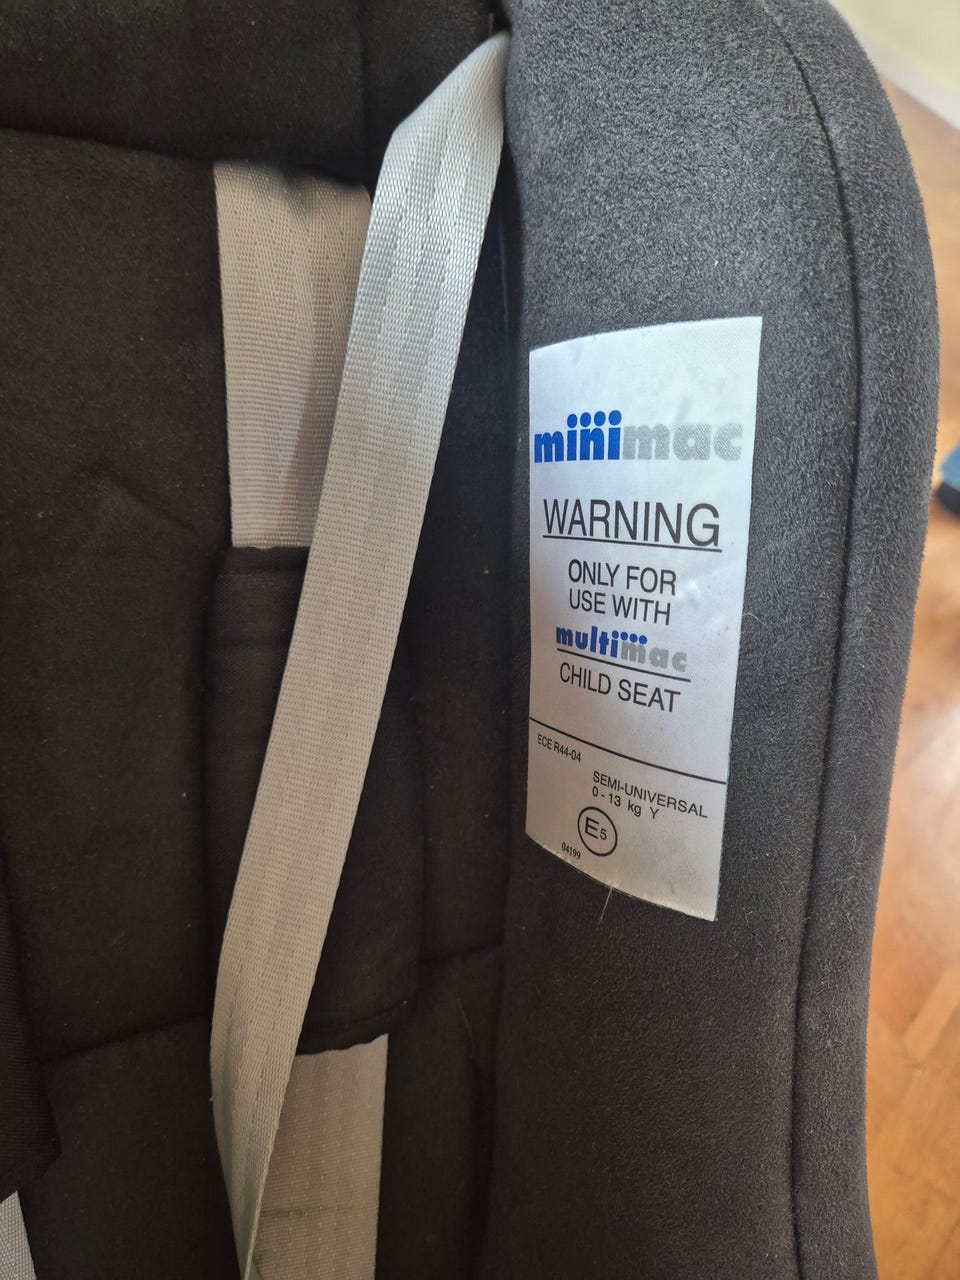 minimac
WARNING
ONLY FOR
USE WITH
multimac
CHILD SEAT
ECE R44-04
SEMI-UNIVERSAL
0 - 13 kg Y
E5
04199